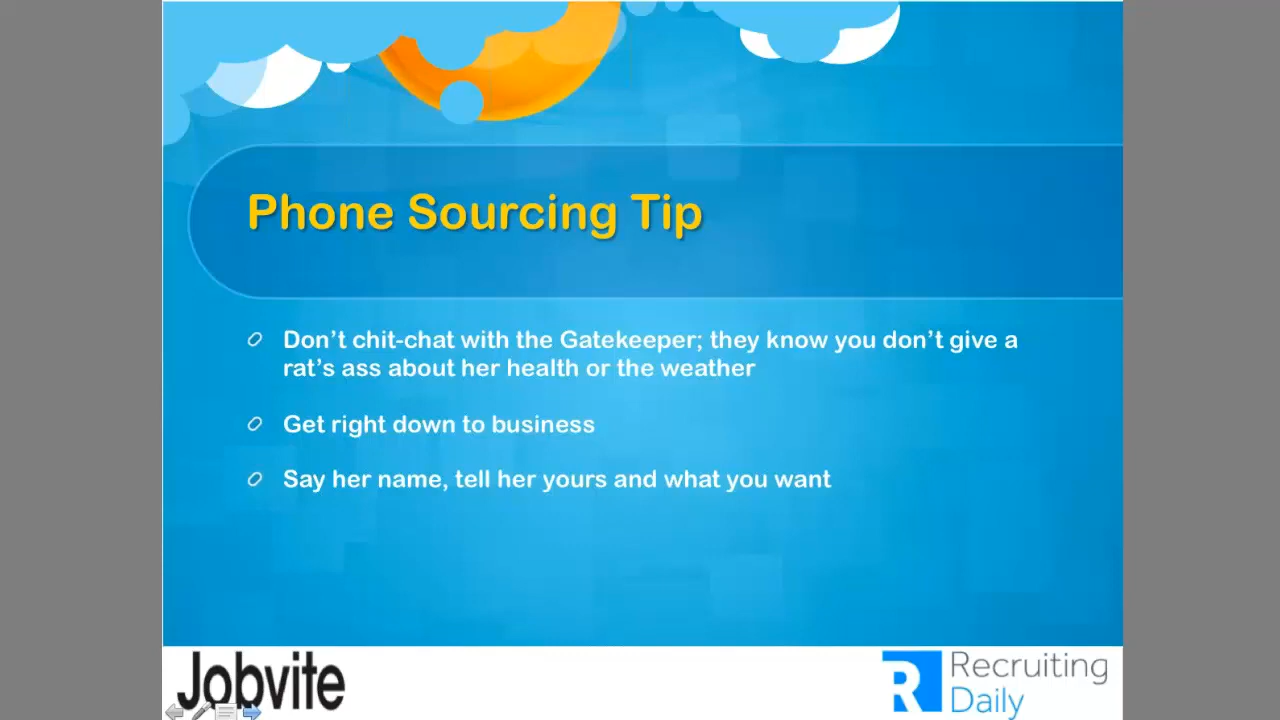 Phone Sourcing Tip
Don’t chit-chat with the Gatekeeper; they know you don’t give a
rat’s ass about her health or the weather
Get right down to business
Say her name, tell her yours and what you want
Jobvite
R Recruiting
Daily